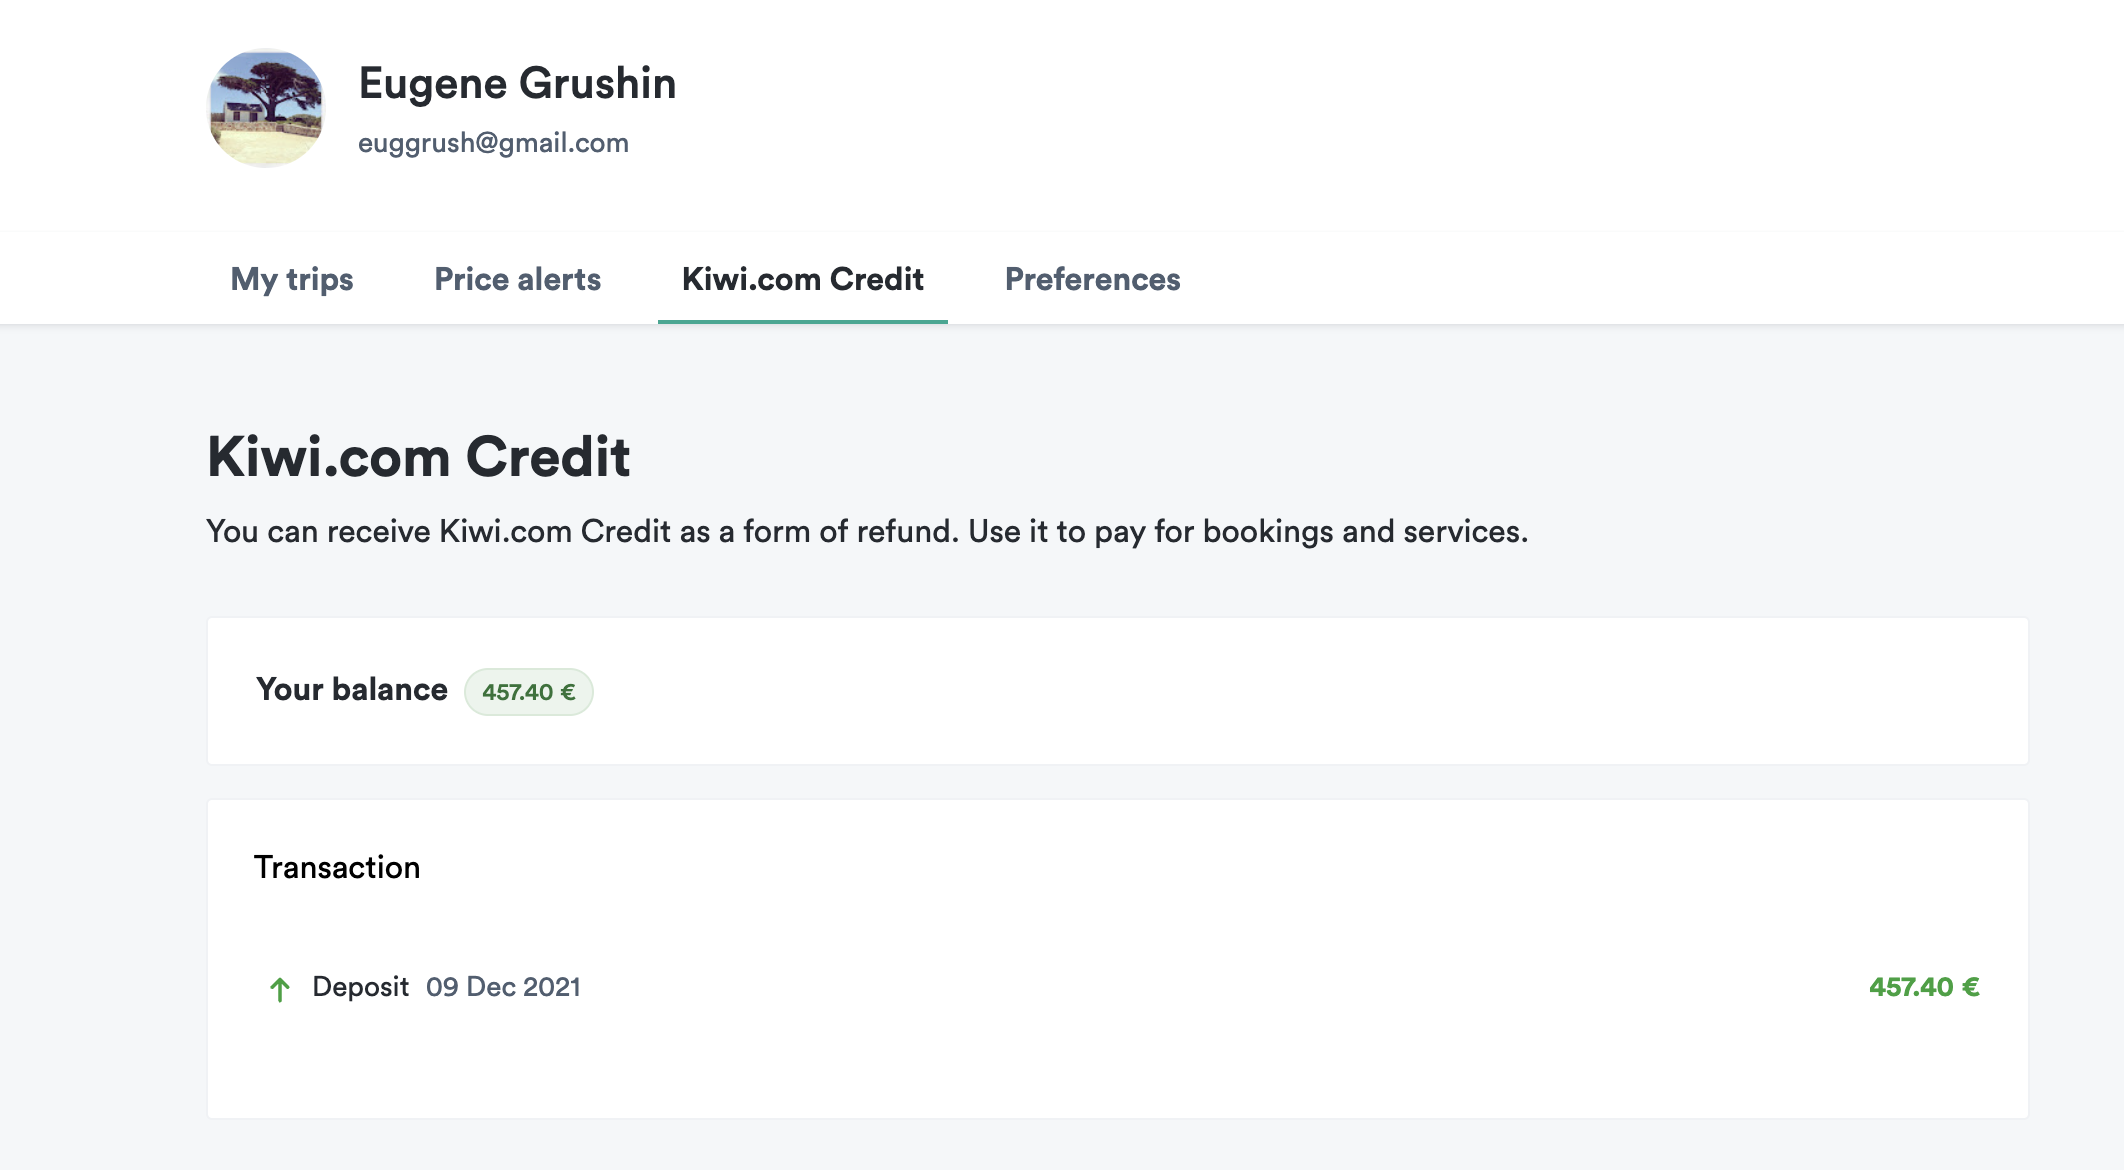 Eugene Grushin
euggrush@gmail.com
My trips Price alerts Kiwi.com Credit Preferences
Kiwi.com Credit
You can receive Kiwi.com Credit as a form of refund. Use it to pay for bookings and services.
Your balance 457.40 €
Transaction
Deposit 09 Dec 2021 457.40 €